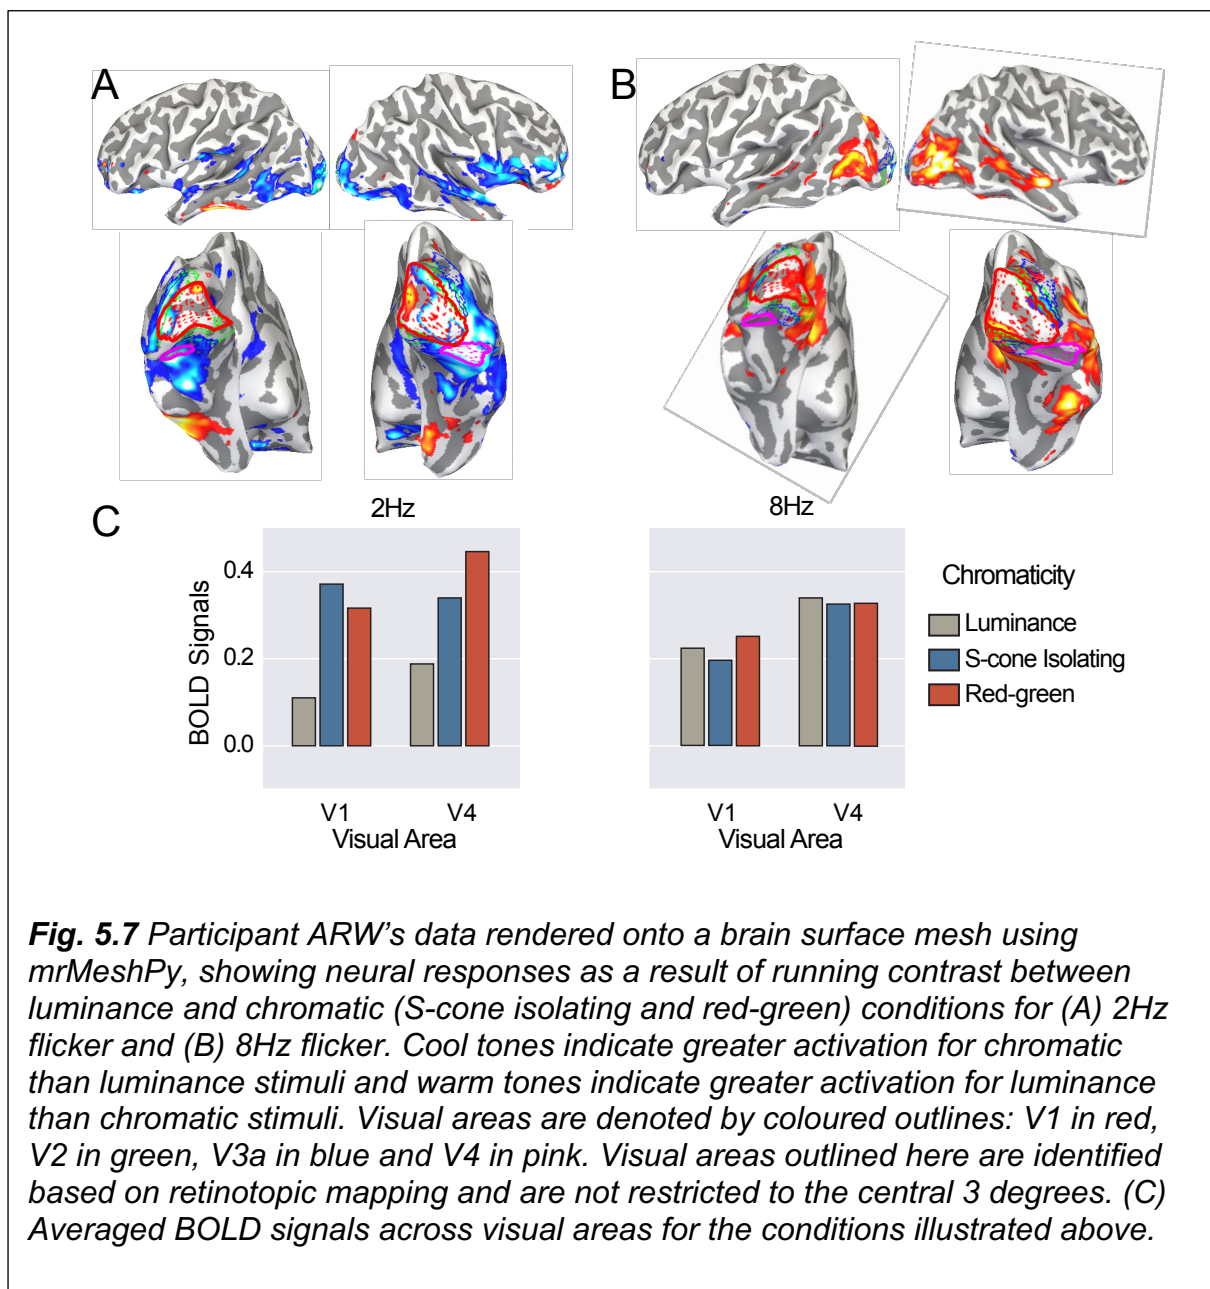 A
B
C
2Hz
8Hz
BOLD Signals
0.4
0.2
0.0
V1
V4
Visual Area
V1
V4
Visual Area
Chromaticity
Luminance
S-cone Isolating
Red-green
Fig. 5.7 Participant ARW's data rendered onto a brain surface mesh using
mrMeshPy, showing neural responses as a result of running contrast between
luminance and chromatic (S-cone isolating and red-green) conditions for (A) 2Hz
flicker and (B) 8Hz flicker. Cool tones indicate greater activation for chromatic
than luminance stimuli and warm tones indicate greater activation for luminance
than chromatic stimuli. Visual areas are denoted by coloured outlines: V1 in red,
V2 in green, V3a in blue and V4 in pink. Visual areas outlined here are identified
based on retinotopic mapping and are not restricted to the central 3 degrees. (C)
Averaged BOLD signals across visual areas for the conditions illustrated above.